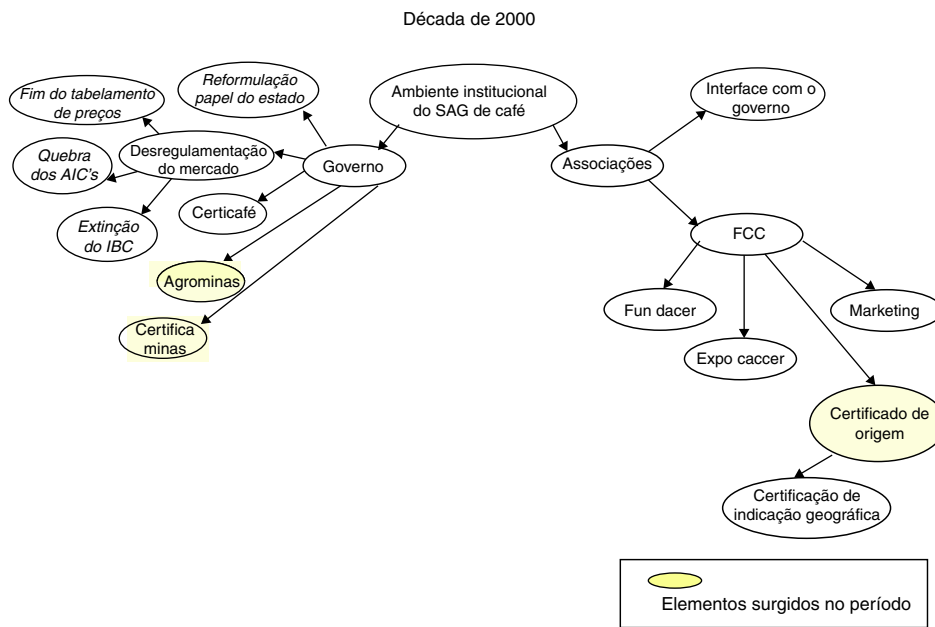 Década de 2000
Ambiente institucional
do SAG de café
Reformulação
papel do estado
Fim do tabelamento
de preços
Quebra
dos AIC's
Desregulamentação
do mercado
Governo
Extinção
do IBC
Certicafé
Agrominas
Certifica
minas
Interface com o
governo
Associações
FCC
Fun dacer
Expo caccer
Marketing
Certificado de
origem
Certificação de
indicação geográfica
Elementos surgidos no período